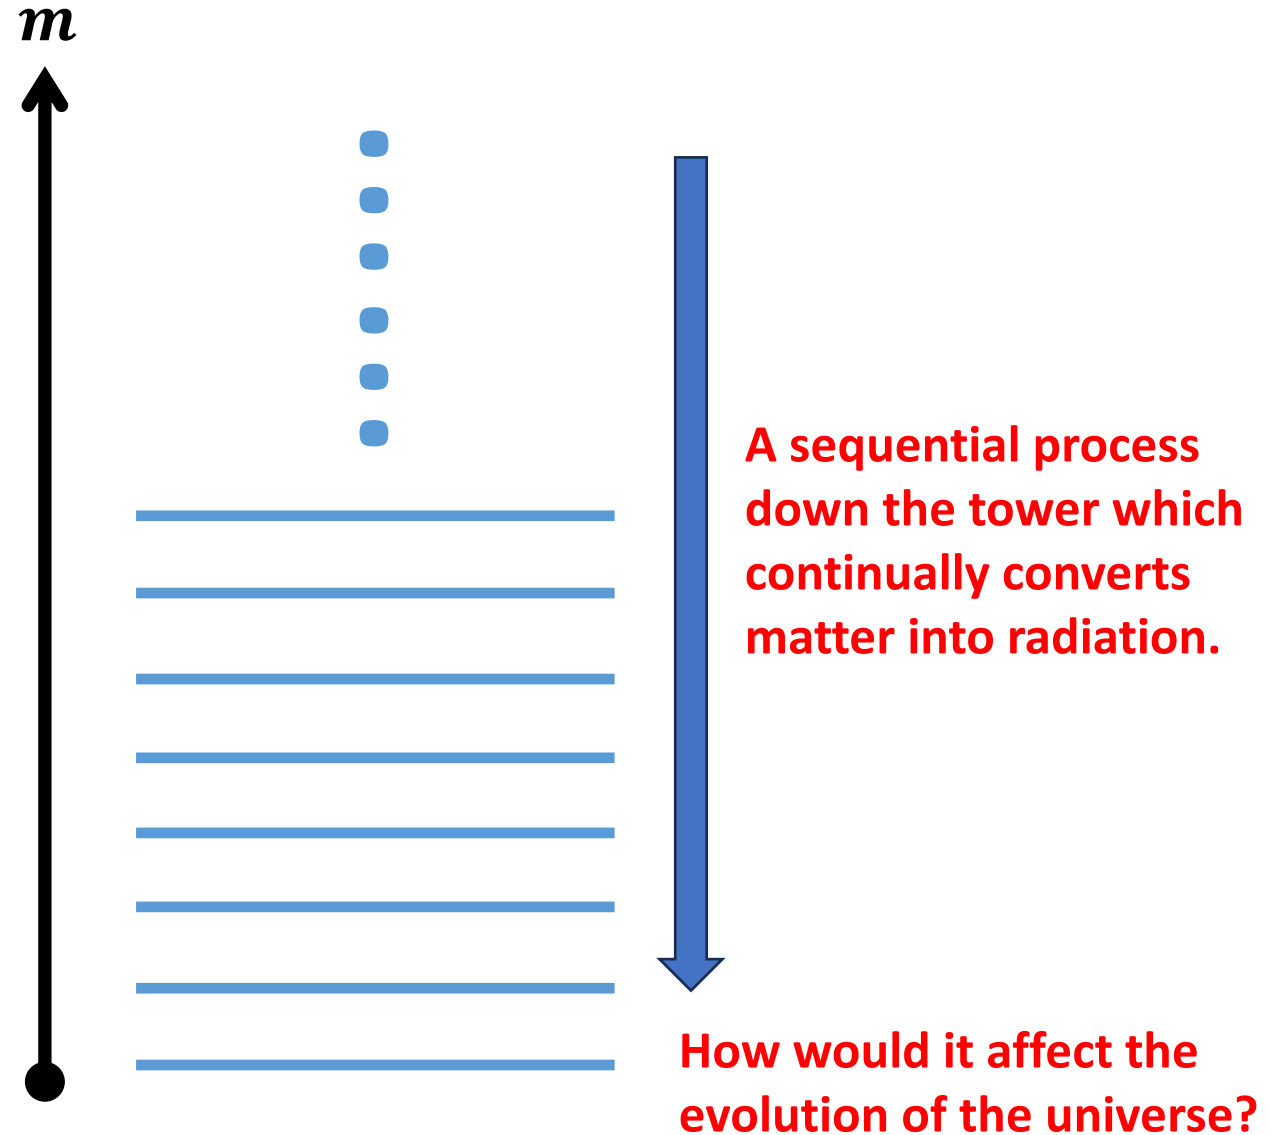 m
A sequential process
down the tower which
continually converts
matter into radiation.
How would it affect the
evolution of the universe?